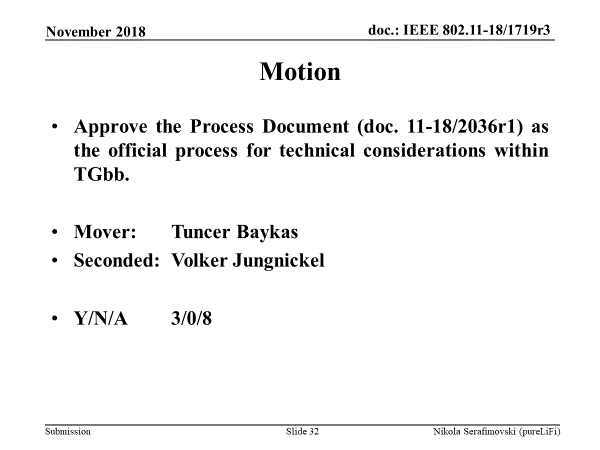 November 2018 doc.: IEEE 802.11-18/1719r3
Motion
• Approve the Process Document (doc. 11-18/2036r1) as
the official process for technical considerations within
TGbb.
• Mover: Tuncer Baykas
• Seconded: Volker Jungnickel
• Y/N/A 3/0/8
Submission Slide 32 Nikola Serafimovski (pureLiFi)